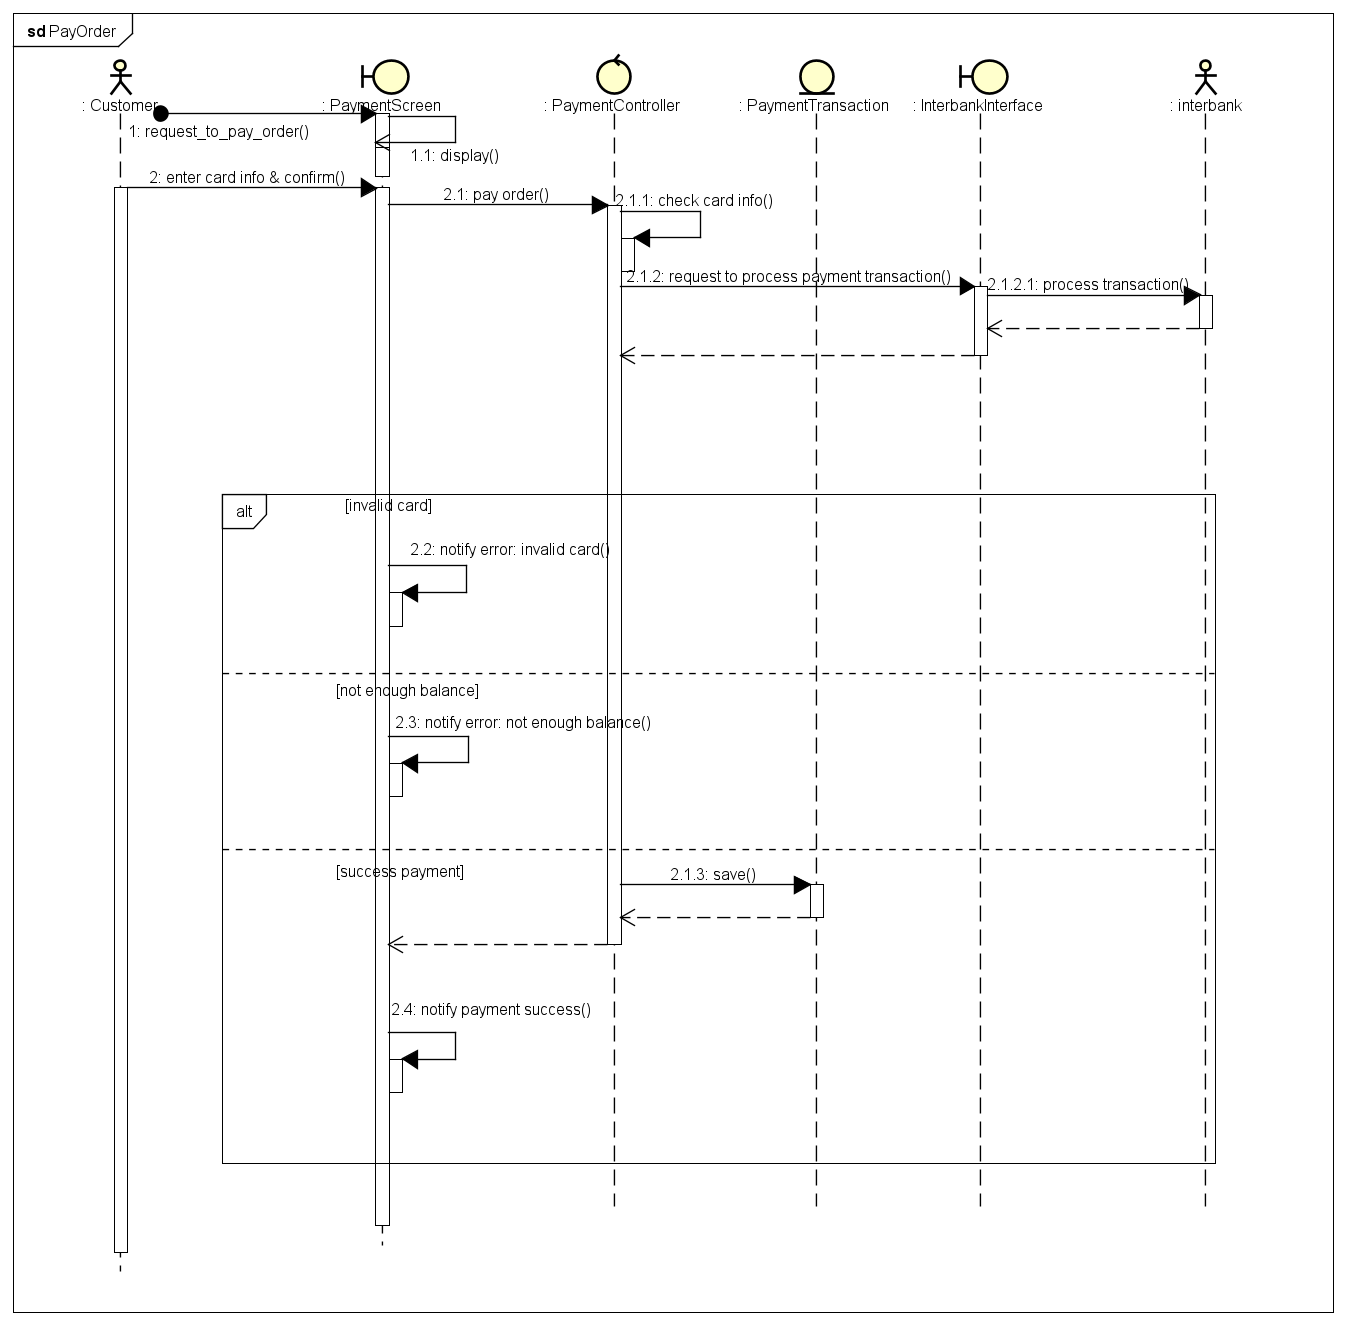 sd PayOrder
: Customer
: PaymentScreen
: PaymentController
: PaymentTransaction
: InterbankInterface
: interbank
1: request_to_pay_order()
1.1: display()
2: enter card info & confirm()
2.1: pay order()
2.1.1: check card info()
2.1.2: request to process payment transaction()
2.1.2.1: process transaction()
alt
[invalid card]
2.2: notify error: invalid card()
[not enough balance]
2.3: notify error: not enough balance()
[success payment]
2.1.3: save()
2.4: notify payment success()